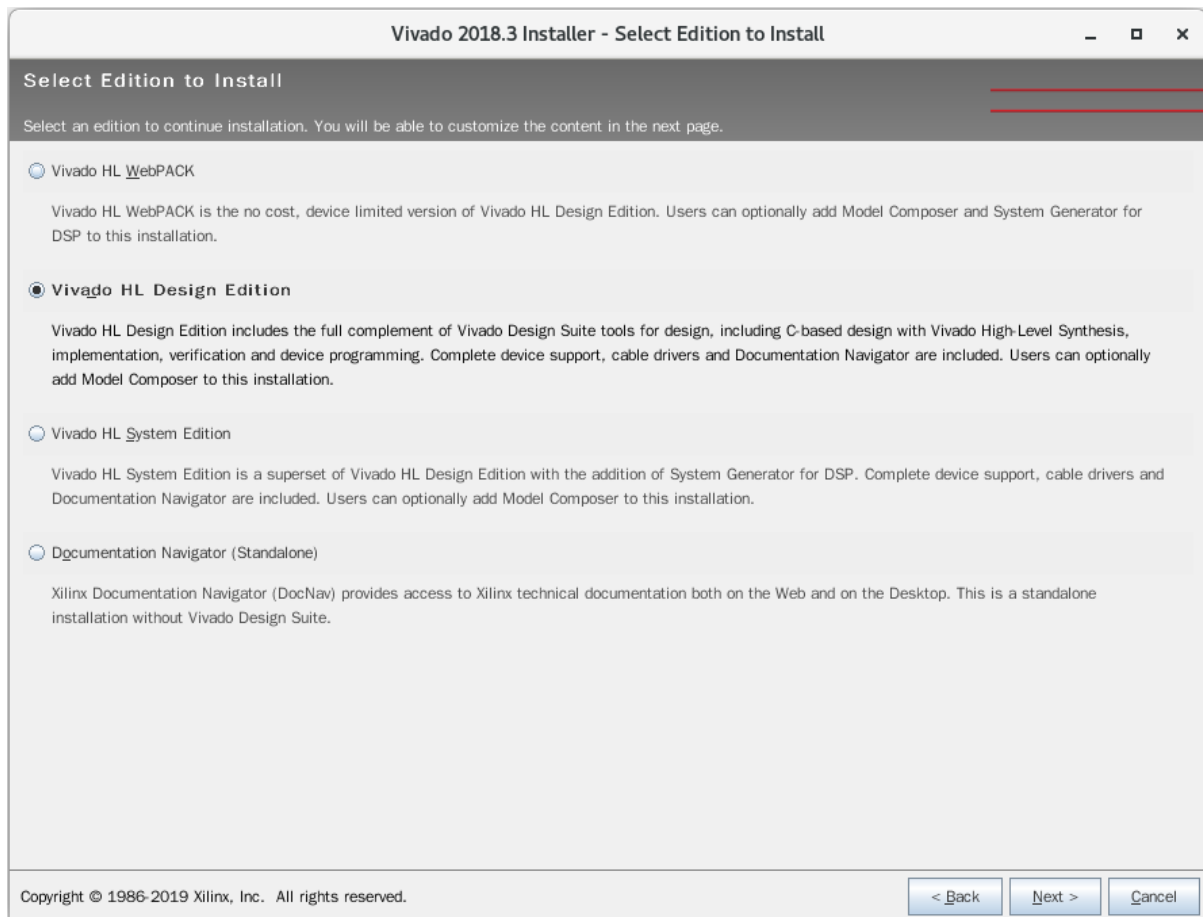 Vivado 2018.3 Installer - Select Edition to Install
Select Edition to Install
Select an edition to continue installation. You will be able to customize the content in the next page.
Vivado HL WebPACK
Vivado HL WebPACK is the no cost, device limited version of Vivado HL Design Edition. Users can optionally add Model Composer and System Generator for
DSP to this installation.
Vivado HL Design Edition
Vivado HL Design Edition includes the full complement of Vivado Design Suite tools for design, including C-based design with Vivado High-Level Synthesis,
implementation, verification and device programming. Complete device support, cable drivers and Documentation Navigator are included. Users can optionally
add Model Composer to this installation.
Vivado HL System Edition
Vivado HL System Edition is a superset of Vivado HL Design Edition with the addition of System Generator for DSP. Complete device support, cable drivers and
Documentation Navigator are included. Users can optionally add Model Composer to this installation.
Documentation Navigator (Standalone)
Xilinx Documentation Navigator (DocNav) provides access to Xilinx technical documentation both on the Web and on the Desktop. This is a standalone
installation without Vivado Design Suite.
Copyright © 1986-2019 Xilinx, Inc. All rights reserved.
< Back
Next >
Cancel